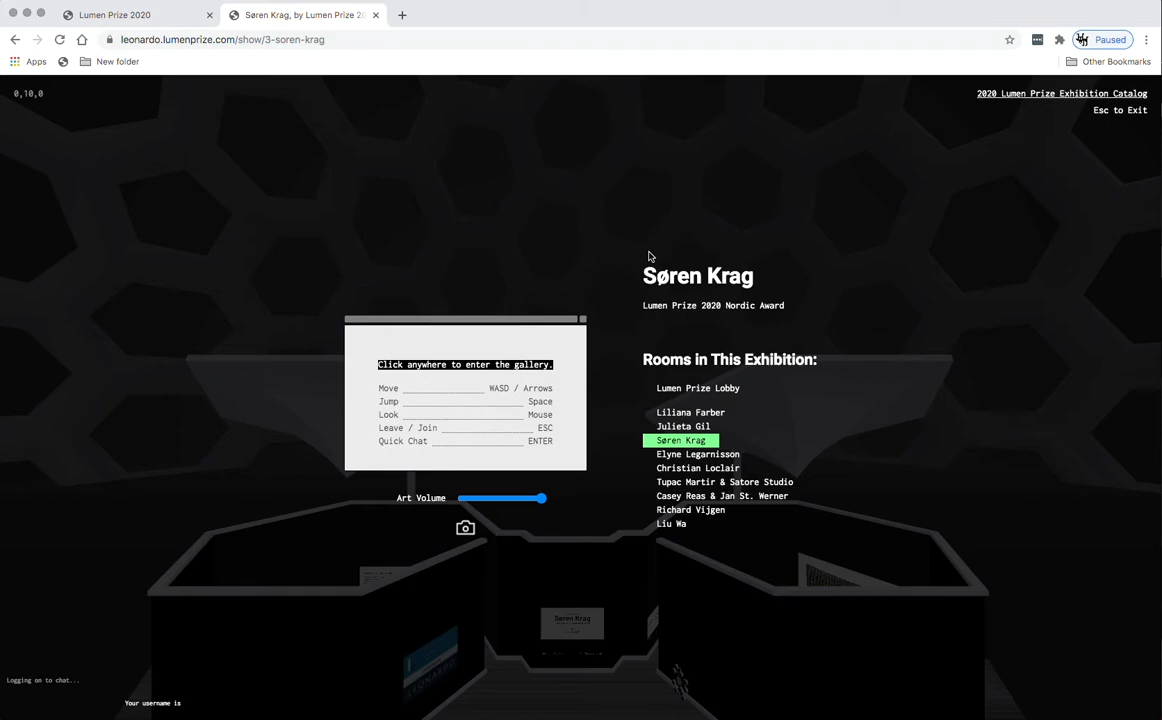 Lumen Prize 2020
Søren Krag, by Lumen Prize 20
leonardo.lumenprize.com/show/3-soren-krag
Paused
Apps
New folder
Other Bookmarks
0,10,0
2020 Lumen Prize Exhibition Catalog
Esc to Exit
Søren Krag
Lumen Prize 2020 Nordic Award
Click anywhere to enter the gallery.
Move WASD / Arrows
Jump Space
Look Mouse
Leave / Join ESC
Quick Chat ENTER
Art Volume
Rooms in This Exhibition:
Lumen Prize Lobby
Liliana Farber
Julieta Gil
Søren Krag
Elyne Legarnisson
Christian Loclair
Tupac Martir & Satore Studio
Casey Reas & Jan St. Werner
Richard Vijgen
Liu Wa
Søren Krag
LEONARDO
Logging on to chat...
Your username is